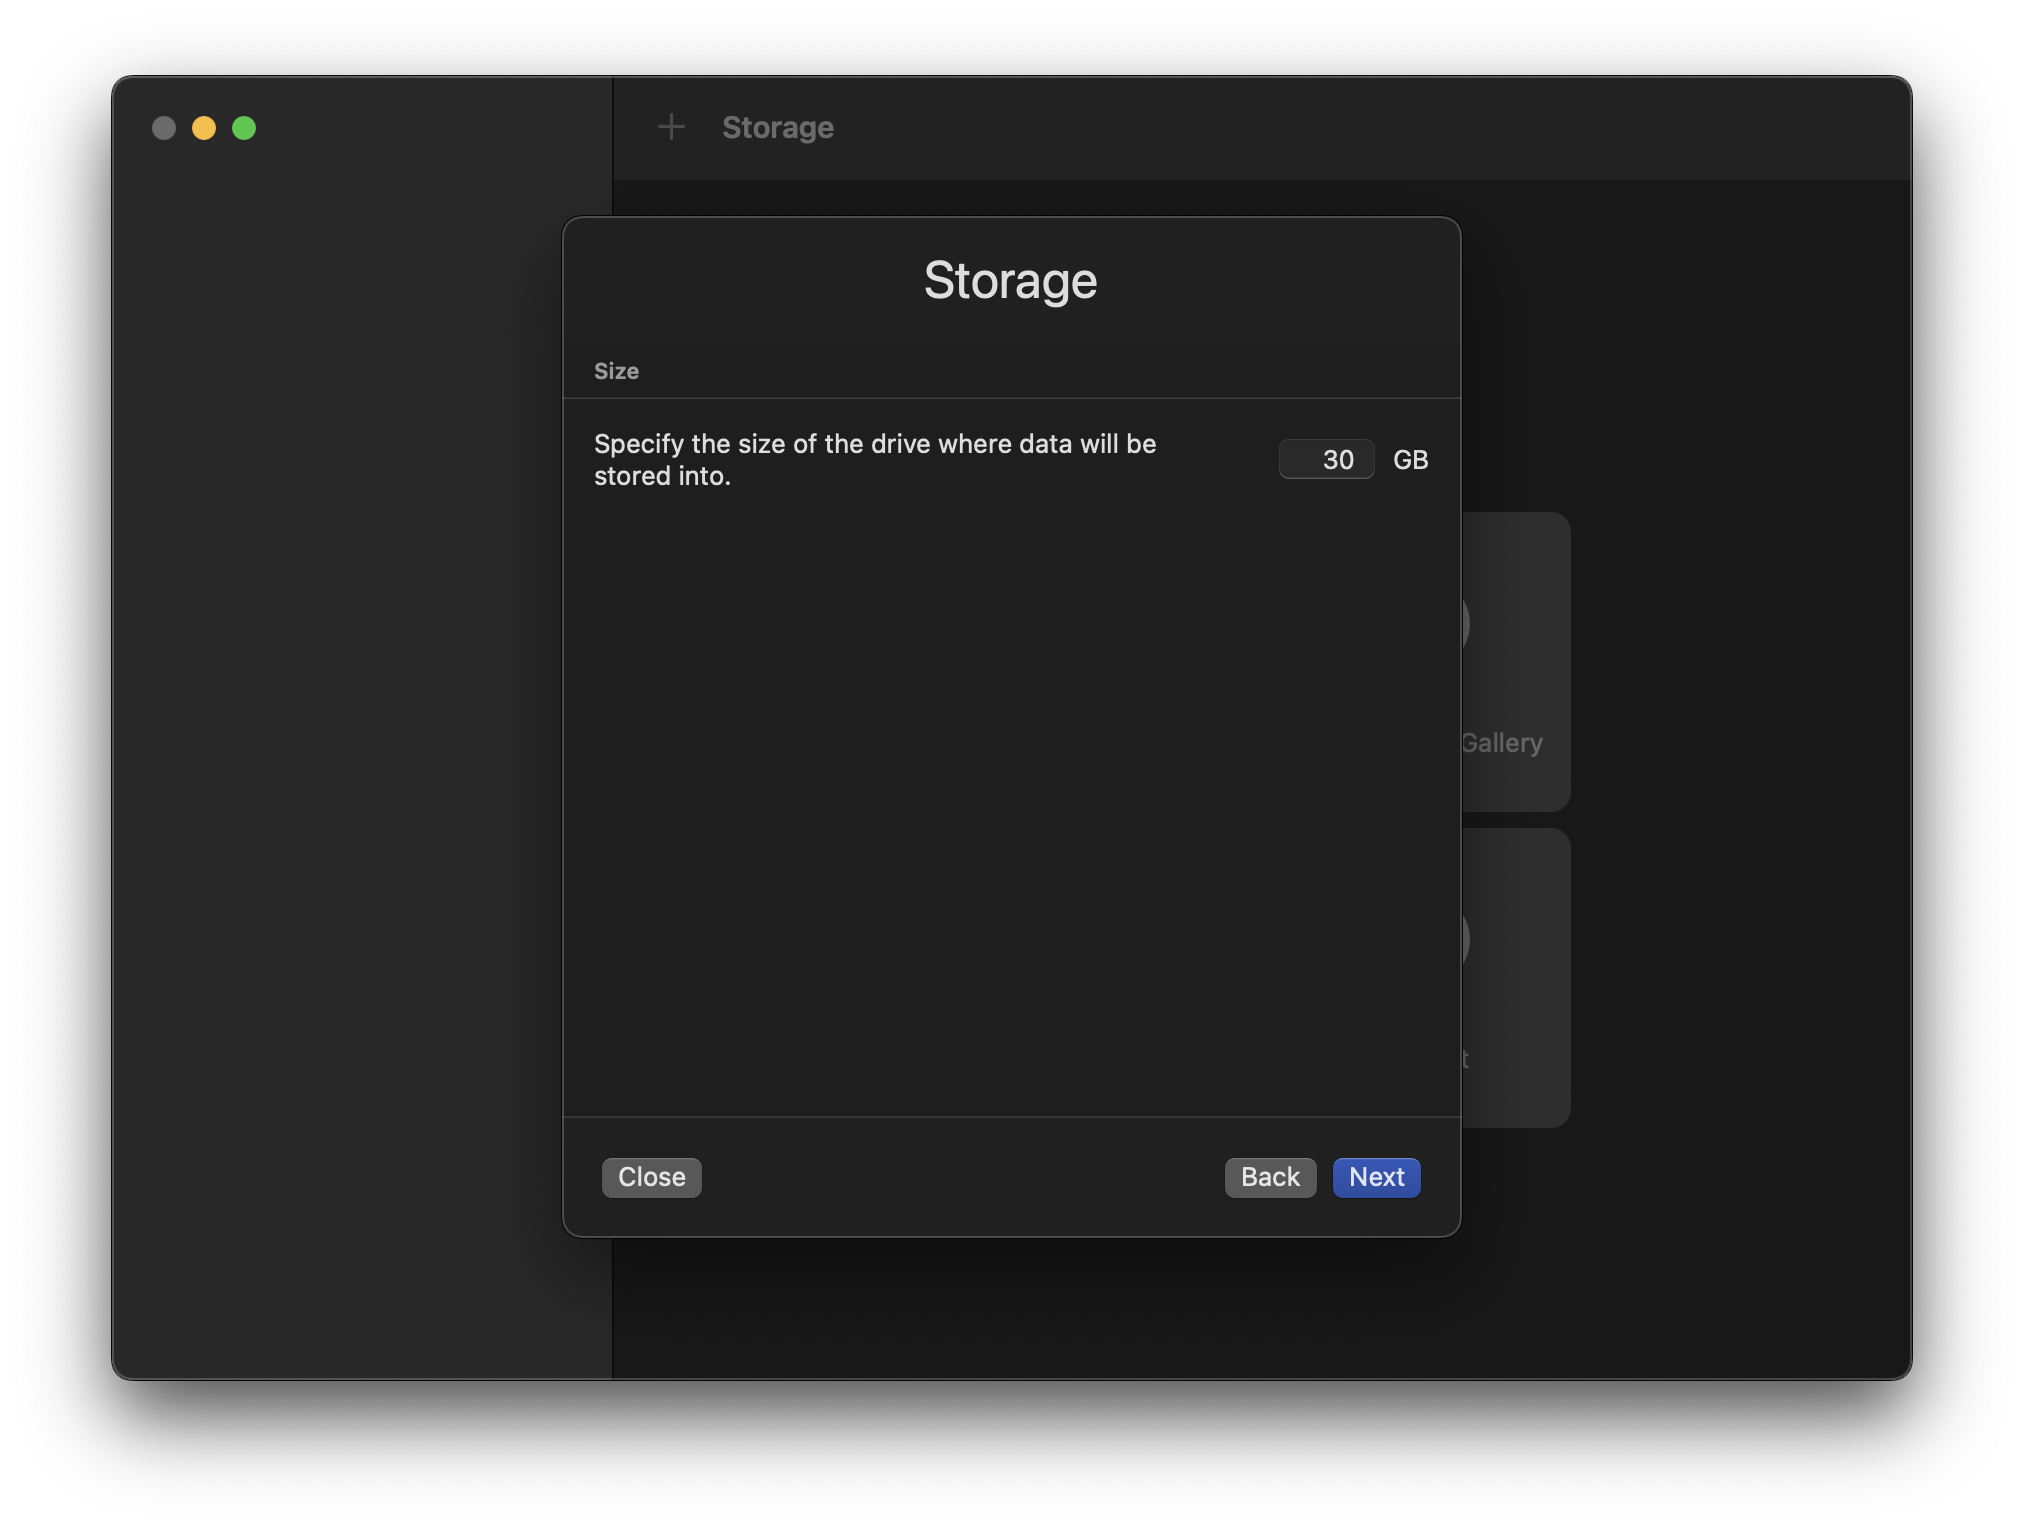 Storage
Storage
Size
Specify the size of the drive where data will be
stored into.
30 GB
Gallery
Close
Back
Next